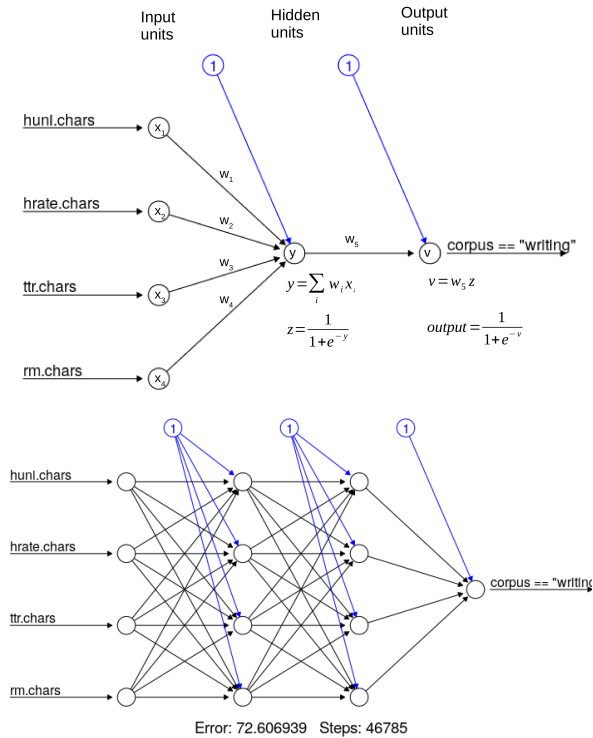 Input units
Hidden units
Output units
1
1
hunl.chars
x1
w1
hrate.chars
x2
w2
y
w5
v
corpus == "writing"
w3
ttr.chars
x3
w4
y=∑i wi xi
v=w5 z
z=1/(1+e^−y)
output=1/(1+e^−v)
rm.chars
x4
1
1
1
hunl.chars
hrate.chars
corpus == "writing
ttr.chars
rm.chars
Error: 72.606939 Steps: 46785